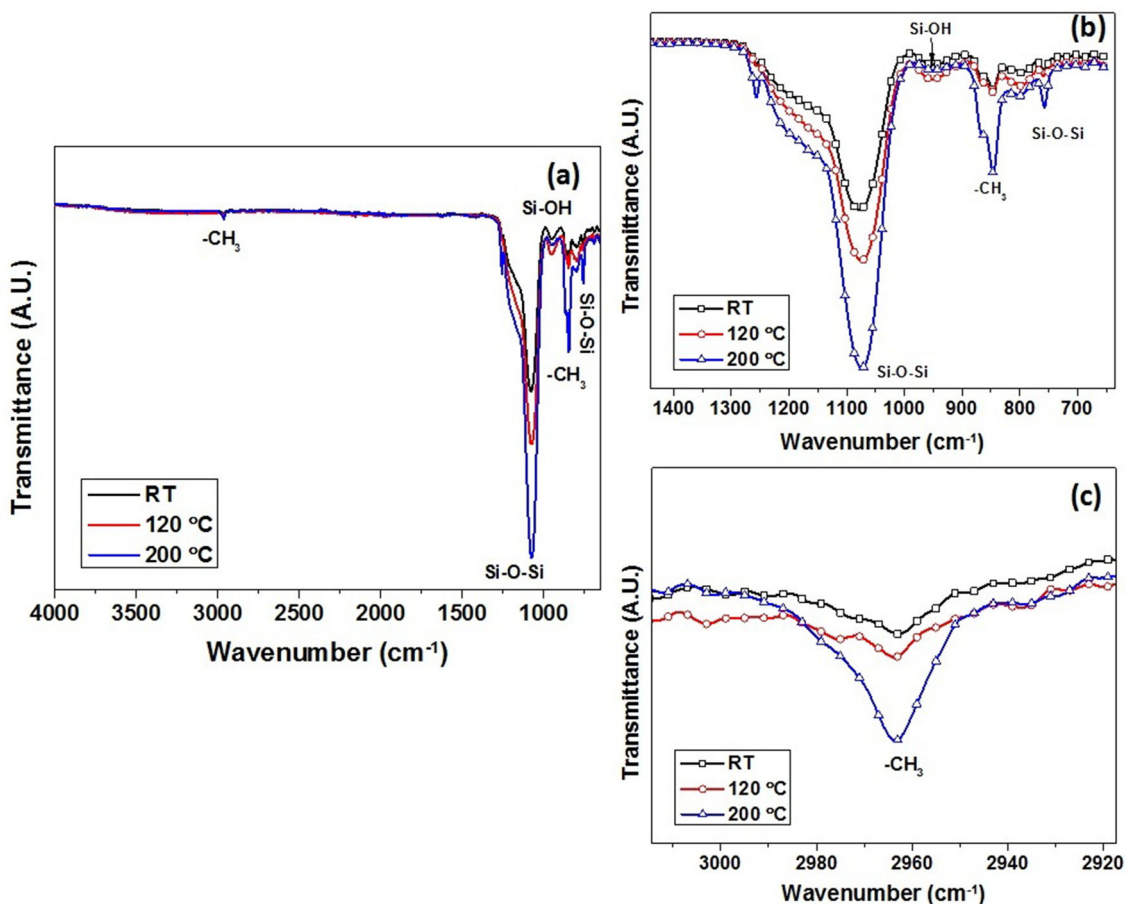 (a)
Transmittance (A.U.)
-CH₃
Si-OH
Si-O-Si
-CH₃
Si-O-Si
RT
120 °C
200 °C
4000 3500 3000 2500 2000 1500 1000
Wavenumber (cm⁻¹)
(b)
Transmittance (A.U.)
Si-OH
Si-O-Si
-CH₃
Si-O-Si
RT
120 °C
200 °C
1400 1300 1200 1100 1000 900 800 700
Wavenumber (cm⁻¹)
(c)
Transmittance (A.U.)
-CH₃
RT
120 °C
200 °C
3000 2980 2960 2940 2920
Wavenumber (cm⁻¹)